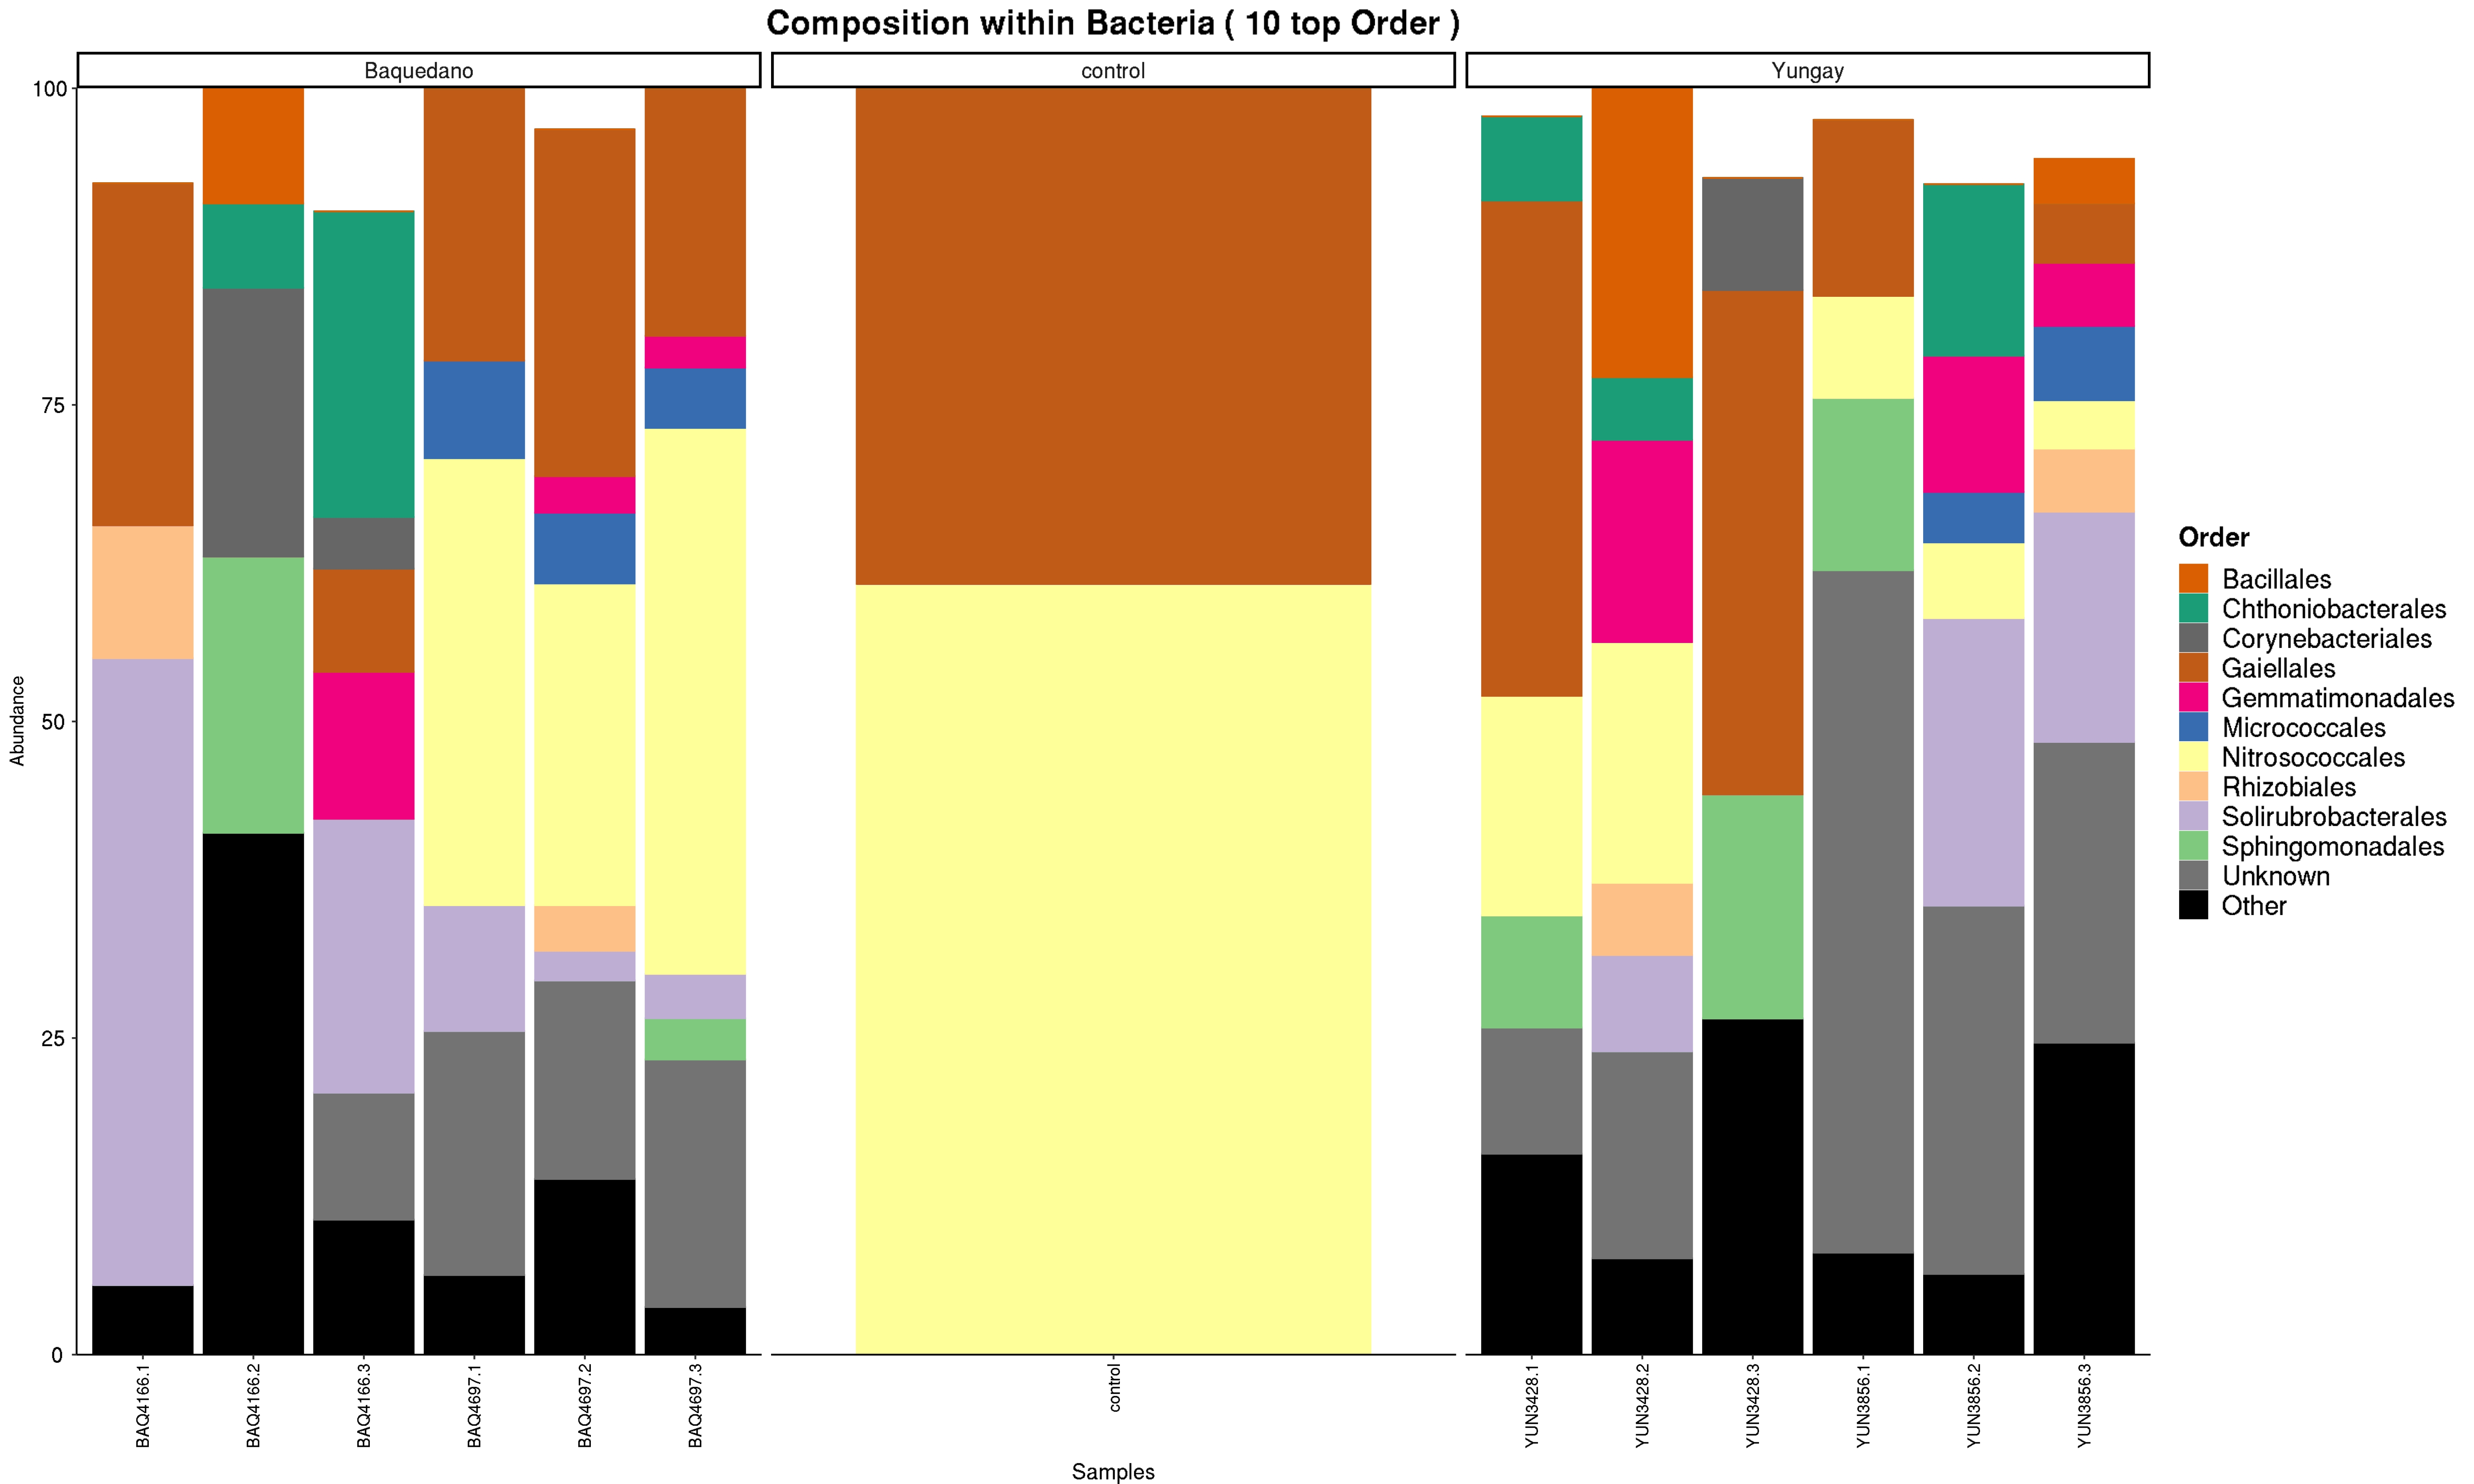 Composition within Bacteria ( 10 top Order )
Baquedano
control
Yungay
100
75
50
25
0
Abundance
BAQ4166.1
BAQ4166.2
BAQ4166.3
BAQ4697.1
BAQ4697.2
BAQ4697.3
control
YUN3428.1
YUN3428.2
YUN3428.3
YUN3856.1
YUN3856.2
YUN3856.3
Samples
Order
Bacillales
Chthoniobacterales
Corynebacteriales
Gaiellales
Gemmatimonadales
Micrococcales
Nitrosococcales
Rhizobiales
Solirubrobacterales
Sphingomonadales
Unknown
Other